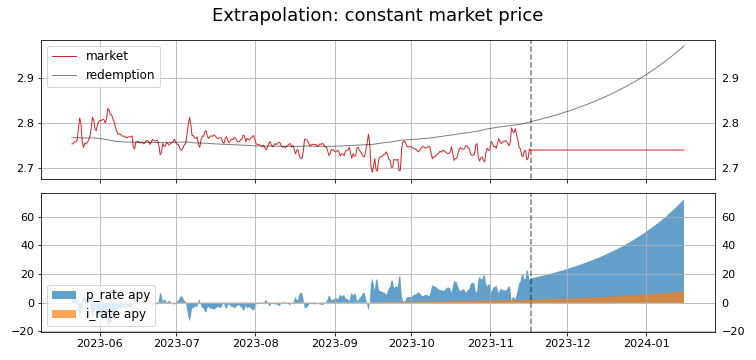 Extrapolation: constant market price
market
redemption
2.9 2.9
2.8 2.8
2.7 2.7
60 60
40 40
20 20
0 0
−20 −20
p_rate apy
i_rate apy
2023-06 2023-07 2023-08 2023-09 2023-10 2023-11 2023-12 2024-01